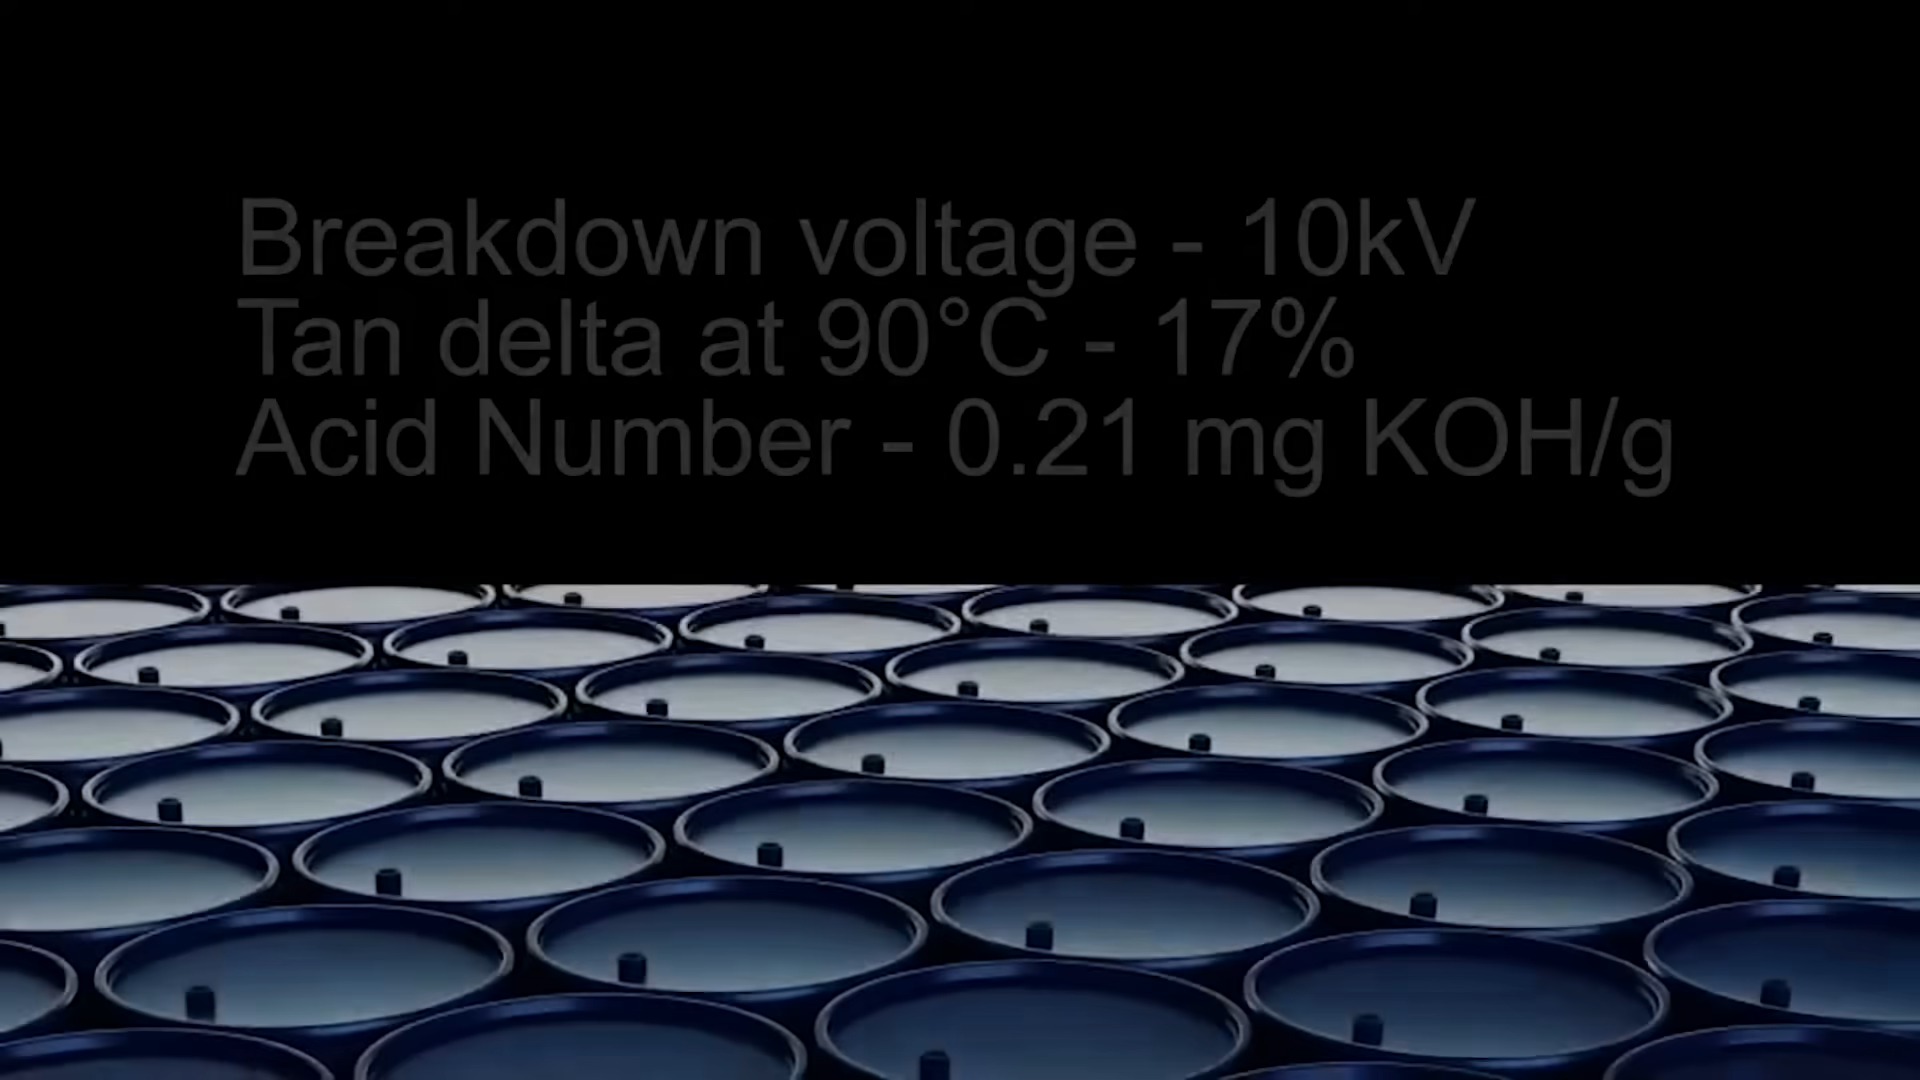 Breakdown voltage - 10kV
Tan delta at 90°C - 17%
Acid Number - 0.21 mg KOH/g